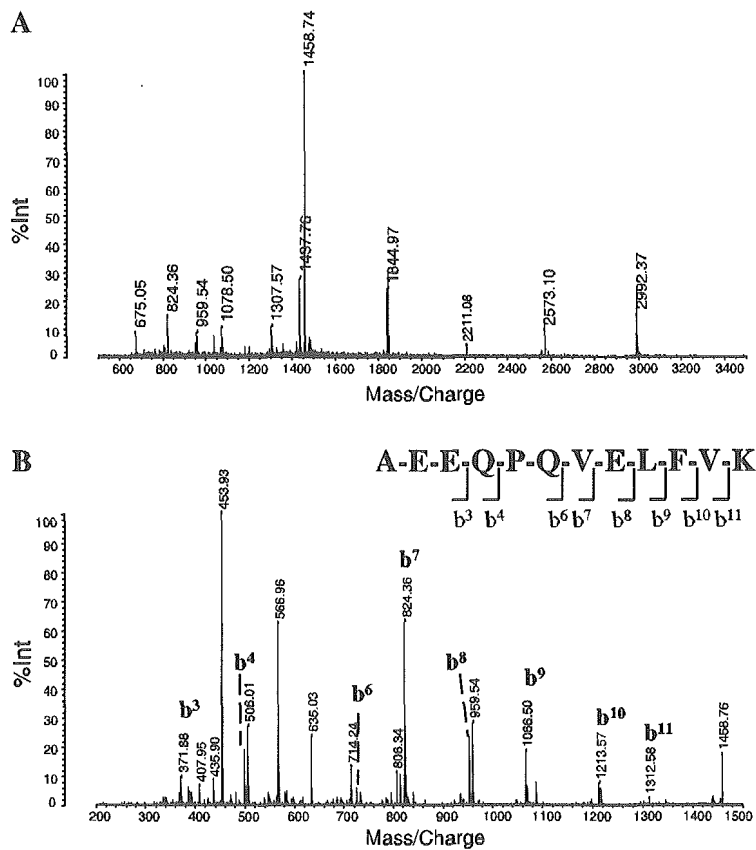 A
%Int
100
90
80
70
60
50
40
30
20
10
0
675.05
824.36
959.54
1078.50
1307.57
1437.76
1458.74
1844.97
2211.08
2573.10
2992.37
600 800 1000 1200 1400 1600 1800 2000 2200 2400 2600 2800 3000 3200 3400
Mass/Charge
B
A-E-E-Q-P-Q-V-E-L-F-V-K
b3 b4 b6 b7 b8 b9 b10 b11
%Int
100
90
80
70
60
50
40
30
20
10
0
b3
371.88
407.95
435.90
453.93
b4
506.01
566.96
635.03
714.24
b6
806.34
b7
824.36
b8
959.54
b9
1066.50
b10
1213.57
b11
1312.58
1458.76
200 300 400 500 600 700 800 900 1000 1100 1200 1300 1400 1500
Mass/Charge